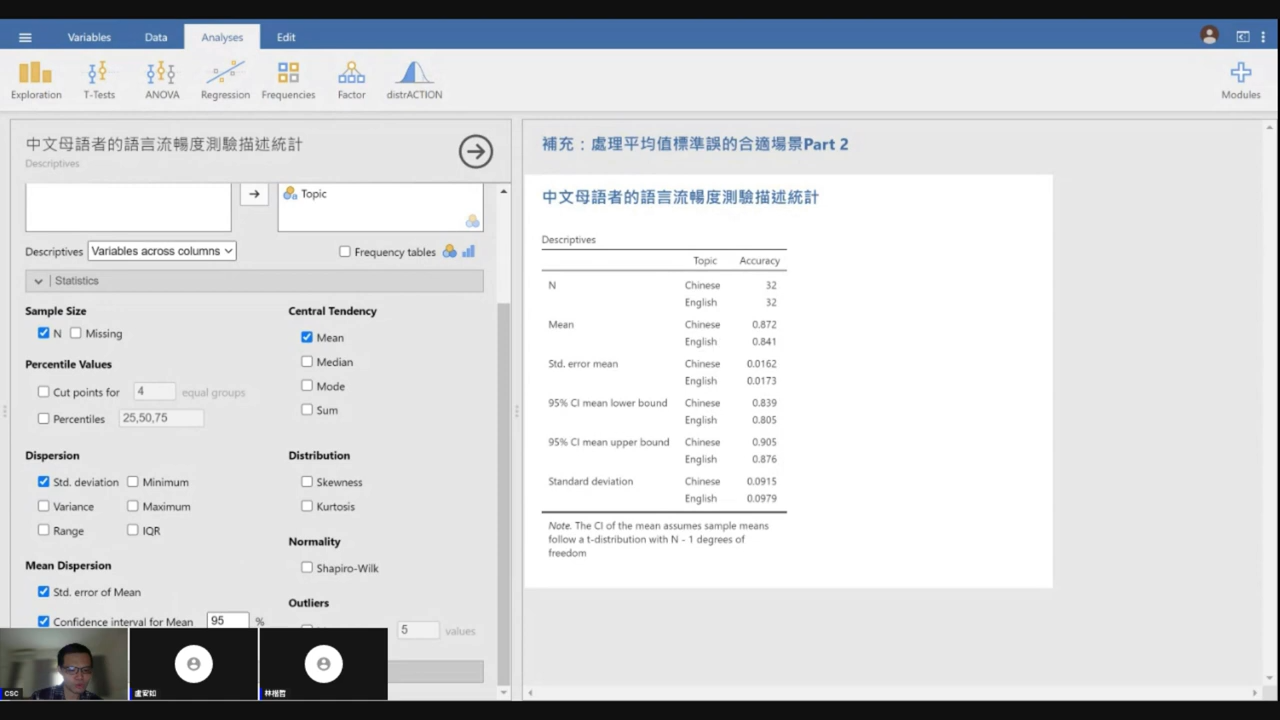 Variables
Data
Analyses
Edit
Exploration
T-Tests
ANOVA
Regression
Frequencies
Factor
distrACTION
Modules
中文母語者的語言流暢度測驗描述統計
Descriptives
Topic
Descriptives
Variables across columns
Frequency tables
Statistics
Sample Size
N
Missing
Percentile Values
Cut points for
4
equal groups
Percentiles
25,50,75
Dispersion
Std. deviation
Minimum
Variance
Maximum
Range
IQR
Mean Dispersion
Std. error of Mean
Confidence interval for Mean
95
%
Central Tendency
Mean
Median
Mode
Sum
Distribution
Skewness
Kurtosis
Normality
Shapiro-Wilk
Outliers
5
values
補充：處理平均值標準誤的合適場景Part 2
中文母語者的語言流暢度測驗描述統計
Descriptives
Topic Accuracy
N Chinese 32
English 32
Mean Chinese 0.872
English 0.841
Std. error mean Chinese 0.0162
English 0.0173
95% CI mean lower bound Chinese 0.839
English 0.805
95% CI mean upper bound Chinese 0.905
English 0.876
Standard deviation Chinese 0.0915
English 0.0979
Note. The CI of the mean assumes sample means
follow a t-distribution with N - 1 degrees of
freedom
csc